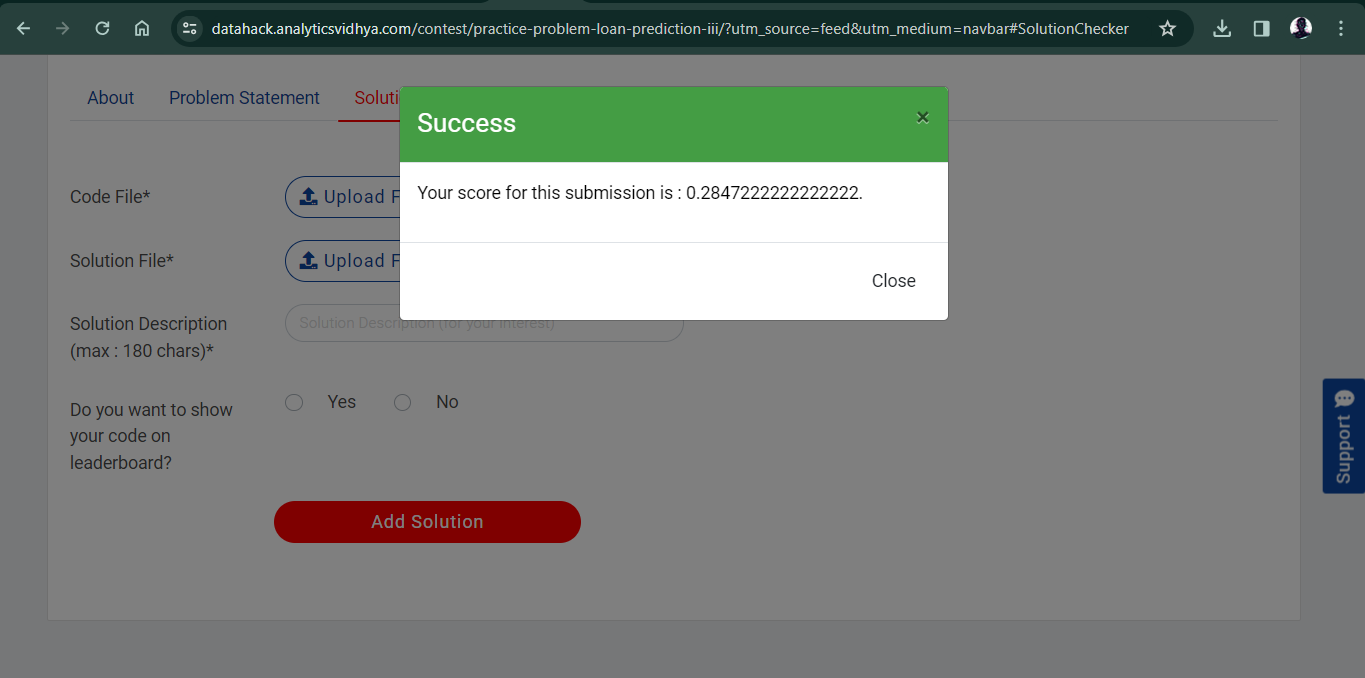 datahack.analyticsvidhya.com/contest/practice-problem-loan-prediction-iii/?utm_source=feed&utm_medium=navbar#SolutionChecker
About Problem Statement Soluti
Success ×
Your score for this submission is : 0.2847222222222222.
Close
Code File* Upload F
Solution File* Upload F
Solution Description
(max : 180 chars)*
Solution Description (for your interest)
Do you want to show
your code on
leaderboard?
Yes No
Add Solution
Support